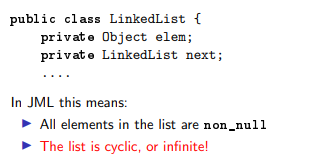 public class LinkedList {
private Object elem;
private LinkedList next;
....
In JML this means:
▶ All elements in the list are non_null
▶ The list is cyclic, or infinite!